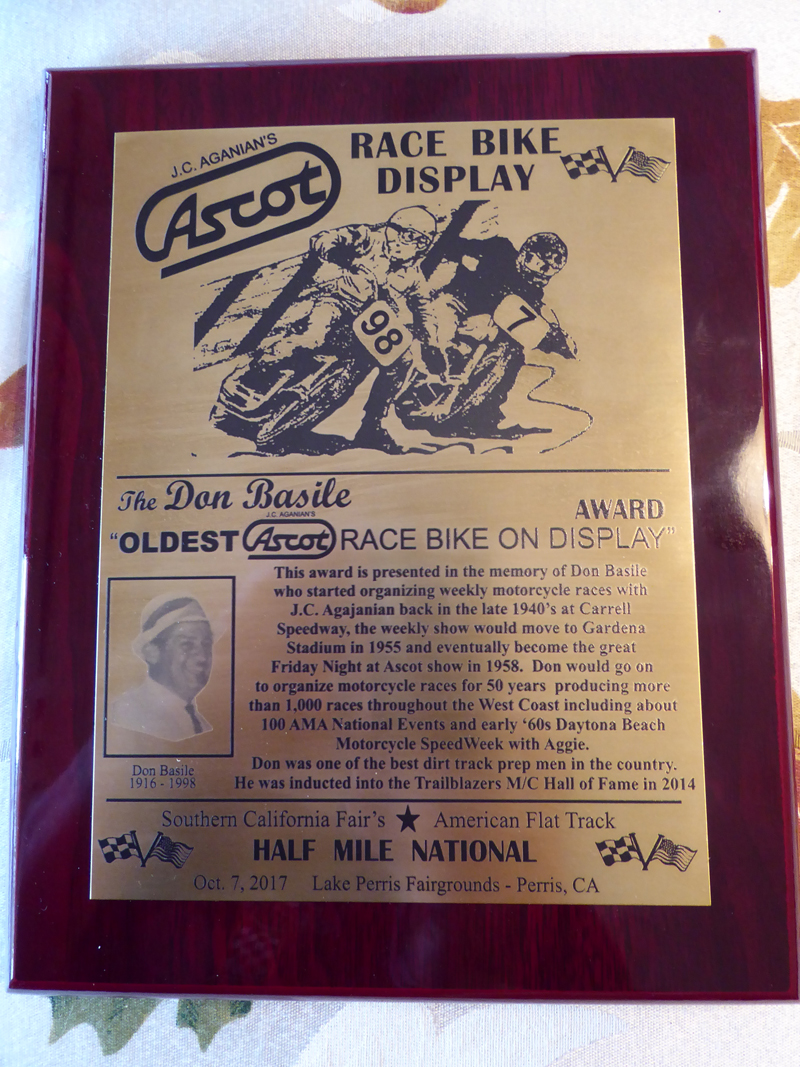 J.C. AGANIAN'S
Ascot
RACE BIKE
DISPLAY
98
7
The Don Basile
AWARD
J.C. AGANIAN'S
"OLDEST Ascot RACE BIKE ON DISPLAY"
This award is presented in the memory of Don Basile
who started organizing weekly motorcycle races with
J.C. Agajanian back in the late 1940's at Carrell
Speedway, the weekly show would move to Gardena
Stadium in 1955 and eventually become the great
Friday Night at Ascot show in 1958. Don would go on
to organize motorcycle races for 50 years producing more
than 1,000 races throughout the West Coast including about
100 AMA National Events and early '60s Daytona Beach
Motorcycle SpeedWeek with Aggie.
Don was one of the best dirt track prep men in the country.
He was inducted into the Trailblazers M/C Hall of Fame in 2014
Don Basile
1916 - 1998
Southern California Fair's ★ American Flat Track
HALF MILE NATIONAL
Oct. 7, 2017 Lake Perris Fairgrounds - Perris, CA